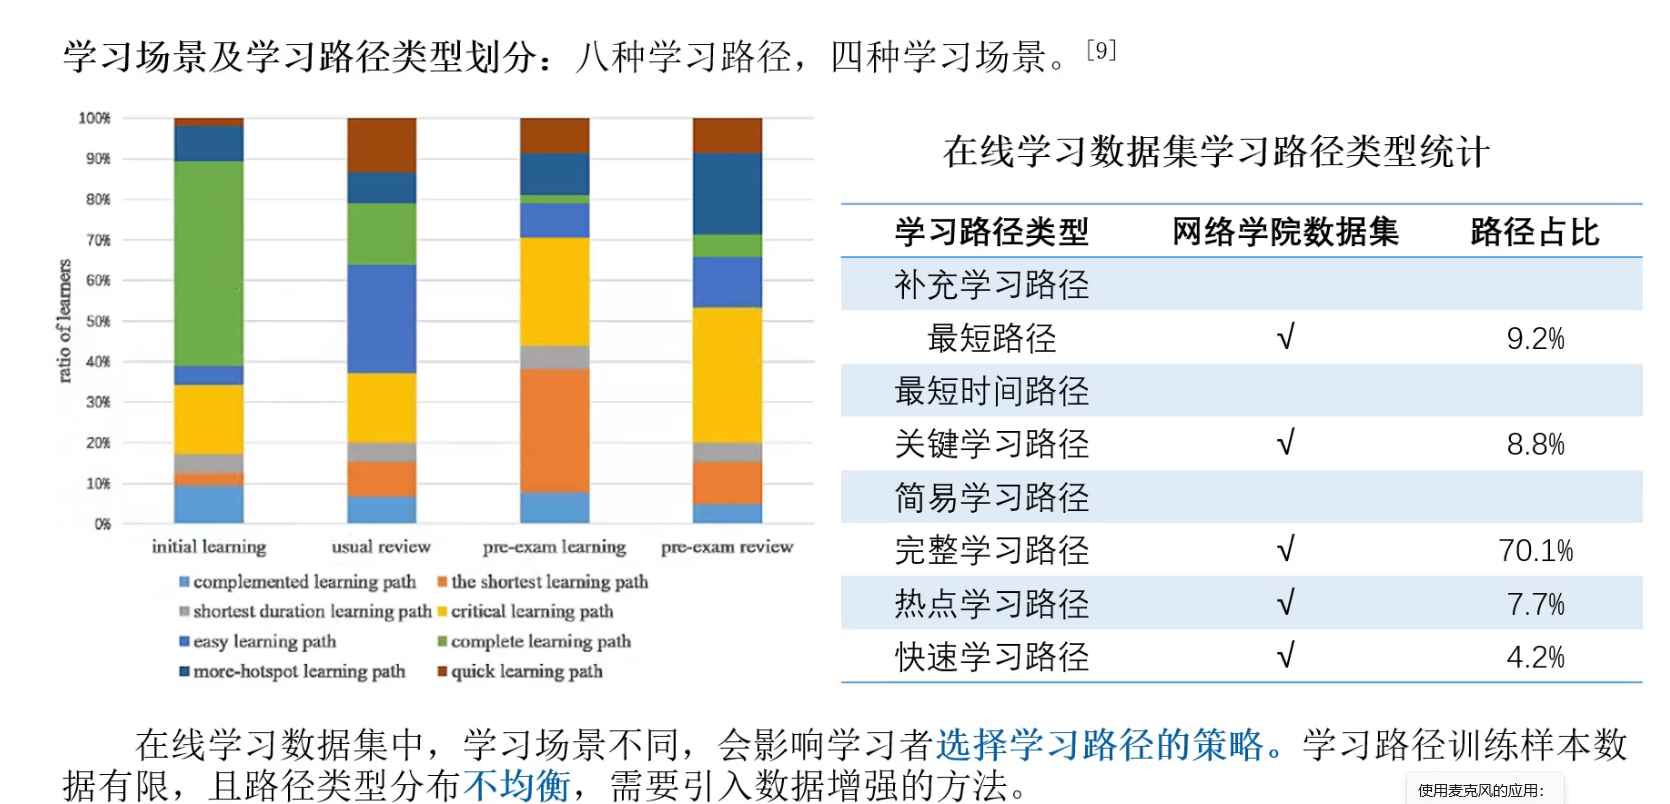 学习场景及学习路径类型划分：八种学习路径，四种学习场景。[9]
100%
90%
80%
70%
60%
50%
40%
30%
20%
10%
0%
ratio of learners
initial learning usual review pre-exam learning pre-exam review
complemented learning path the shortest learning path
shortest duration learning path critical learning path
easy learning path complete learning path
more-hotspot learning path quick learning path
在线学习数据集学习路径类型统计
学习路径类型 网络学院数据集 路径占比
补充学习路径
最短路径 √ 9.2%
最短时间路径
关键学习路径 √ 8.8%
简易学习路径
完整学习路径 √ 70.1%
热点学习路径 √ 7.7%
快速学习路径 √ 4.2%
在线学习数据集中，学习场景不同，会影响学习者选择学习路径的策略。学习路径训练样本数
据有限，且路径类型分布不均衡，需要引入数据增强的方法。
使用麦克风的应用：